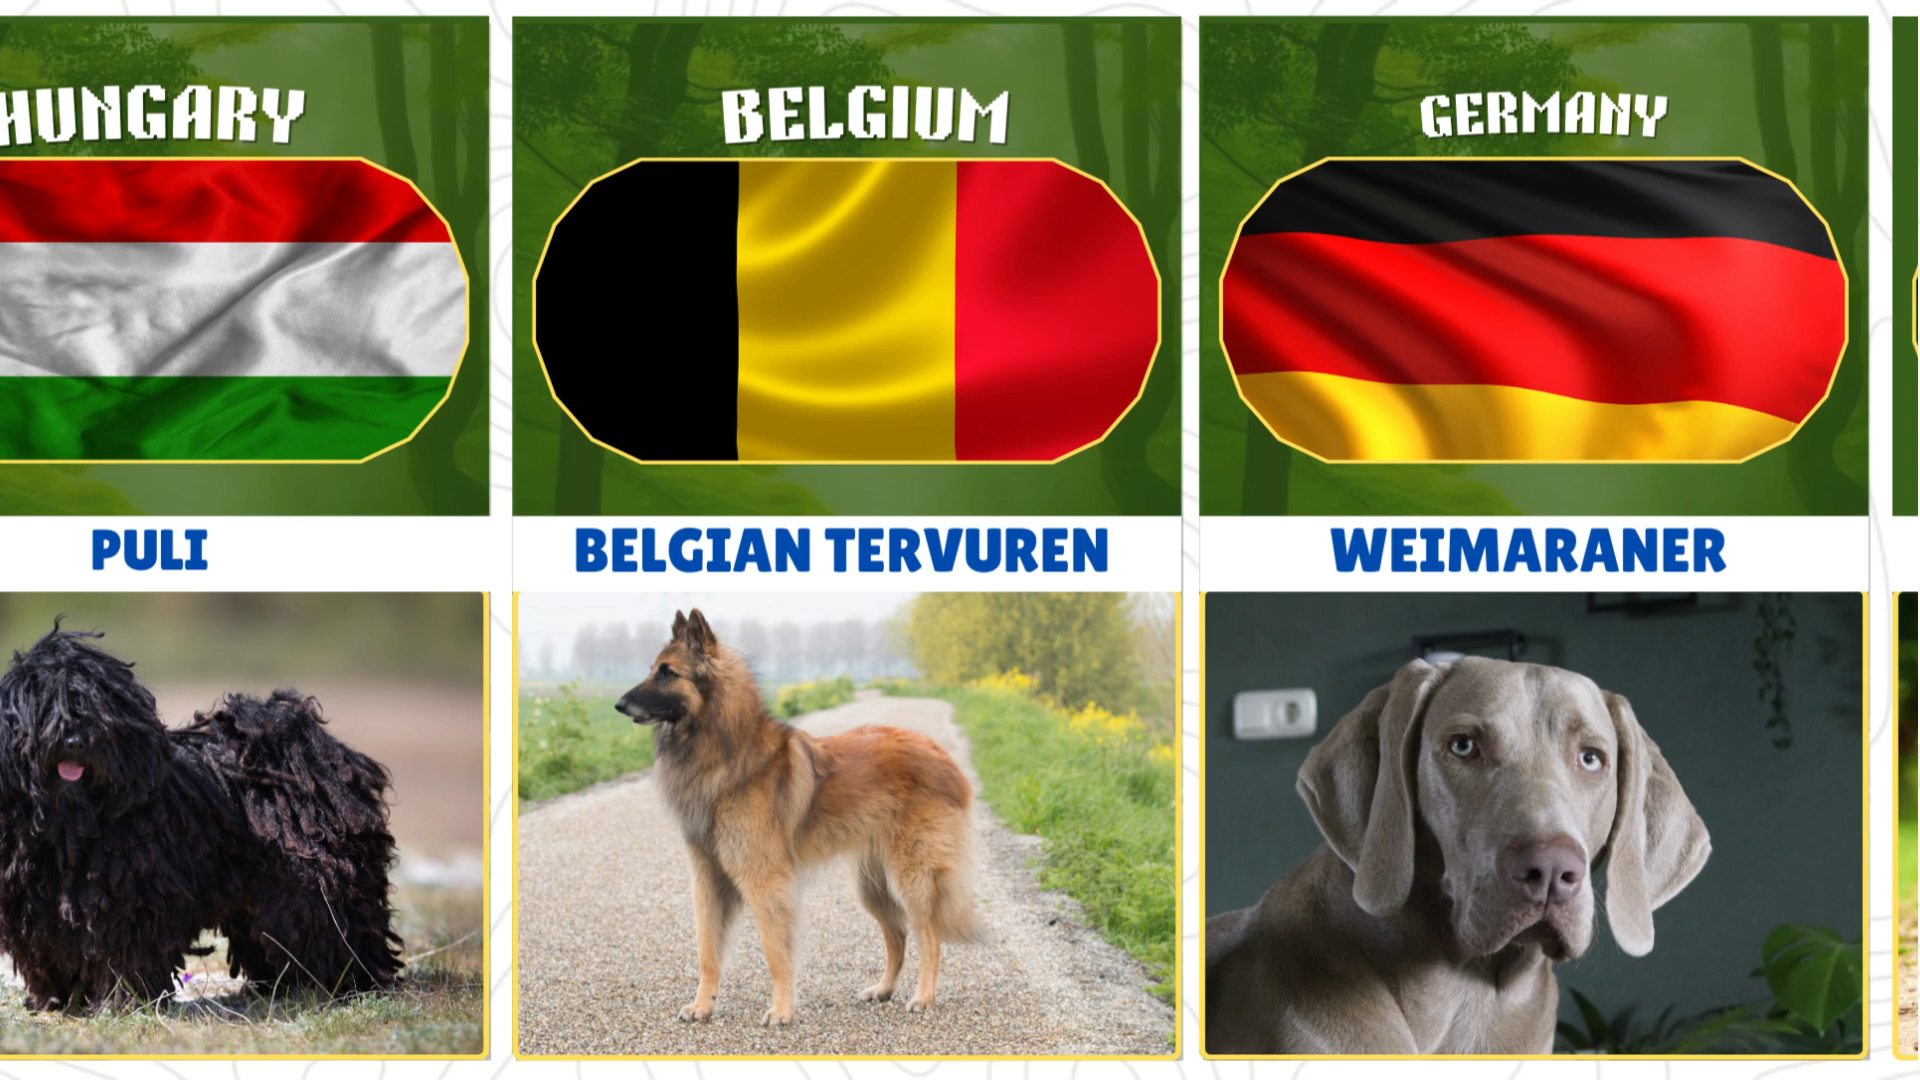 HUNGARY
PULI
BELGIUM
BELGIAN TERVUREN
GERMANY
WEIMARANER